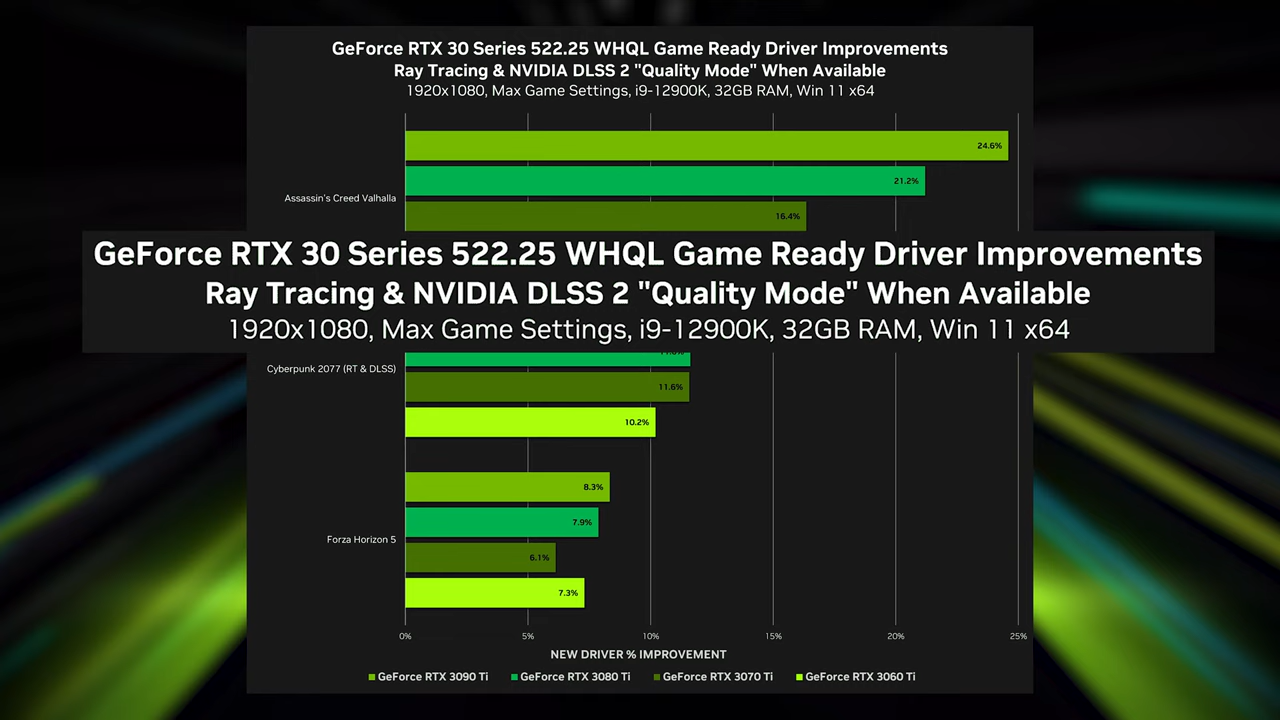 GeForce RTX 30 Series 522.25 WHQL Game Ready Driver Improvements
Ray Tracing & NVIDIA DLSS 2 "Quality Mode" When Available
1920x1080, Max Game Settings, i9-12900K, 32GB RAM, Win 11 x64
24.6%
21.2%
Assassin's Creed Valhalla
16.4%
GeForce RTX 30 Series 522.25 WHQL Game Ready Driver Improvements
Ray Tracing & NVIDIA DLSS 2 "Quality Mode" When Available
1920x1080, Max Game Settings, i9-12900K, 32GB RAM, Win 11 x64
Cyberpunk 2077 (RT & DLSS)
11.6%
10.2%
8.3%
7.9%
Forza Horizon 5
6.1%
7.3%
0% 5% 10% 15% 20% 25%
NEW DRIVER % IMPROVEMENT
GeForce RTX 3090 Ti GeForce RTX 3080 Ti GeForce RTX 3070 Ti GeForce RTX 3060 Ti